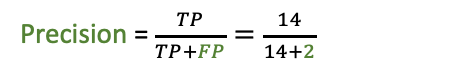 Precision = TP / TP+FP = 14 / 14+2